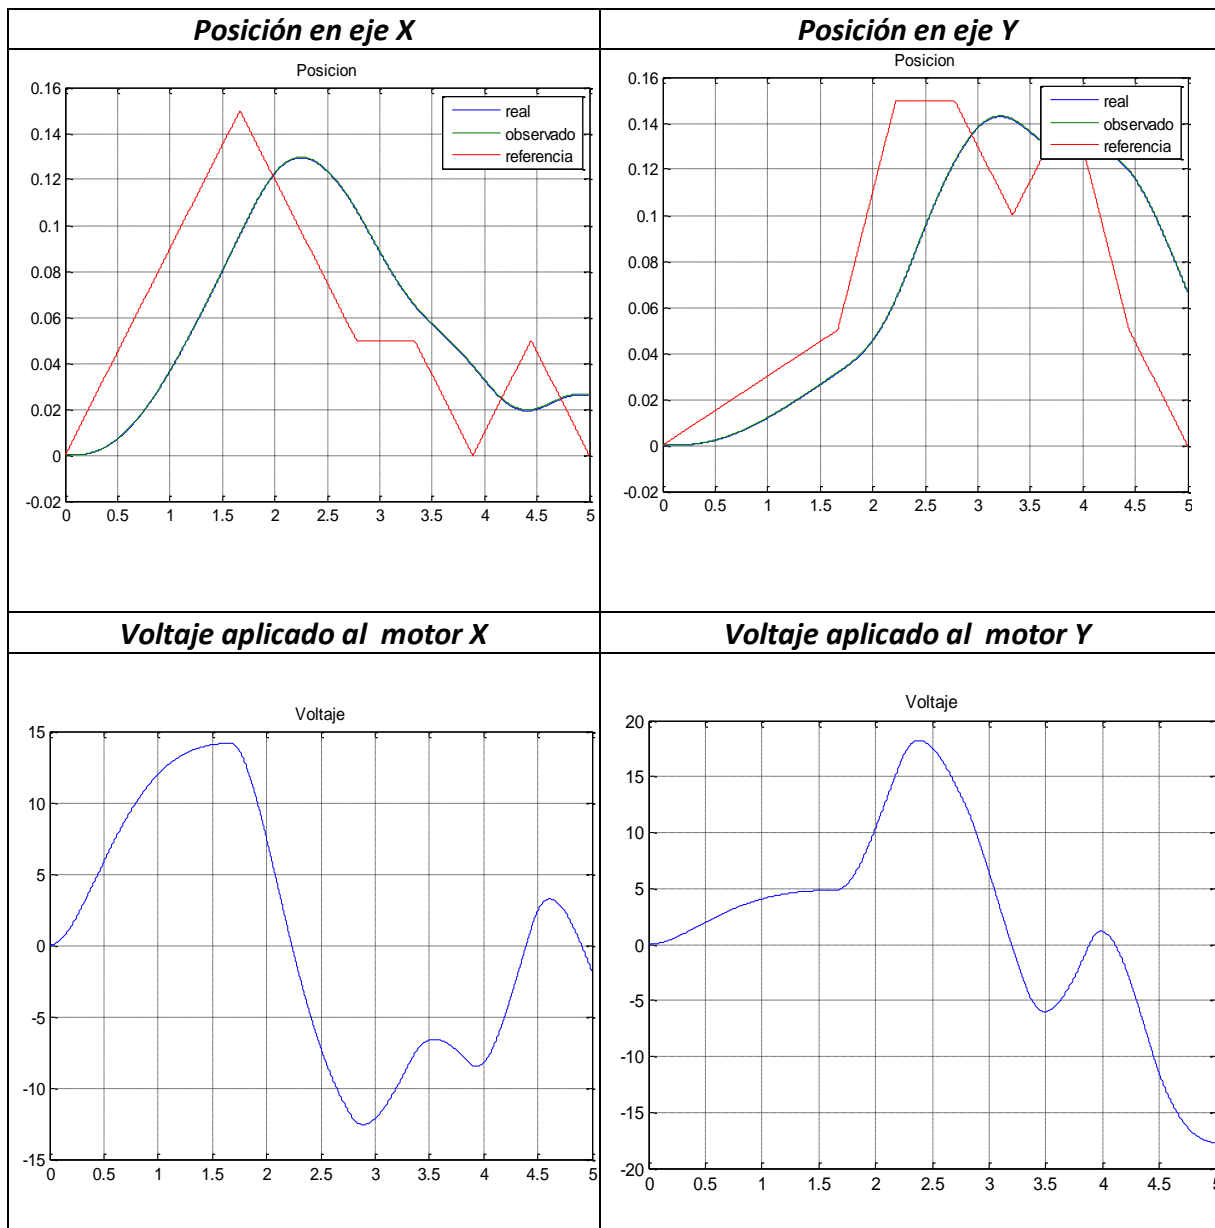 Posición en eje X
Posición en eje Y
Posicion
0.16
0.14
0.12
0.1
0.08
0.06
0.04
0.02
0
-0.02
0 0.5 1 1.5 2 2.5 3 3.5 4 4.5 5
real
observado
referencia
Posicion
0.16
0.14
0.12
0.1
0.08
0.06
0.04
0.02
0
-0.02
0 0.5 1 1.5 2 2.5 3 3.5 4 4.5 5
real
observado
referencia
Voltaje aplicado al motor X
Voltaje aplicado al motor Y
Voltaje
15
10
5
0
-5
-10
-15
0 0.5 1 1.5 2 2.5 3 3.5 4 4.5 5
Voltaje
20
15
10
5
0
-5
-10
-15
-20
0 0.5 1 1.5 2 2.5 3 3.5 4 4.5 5